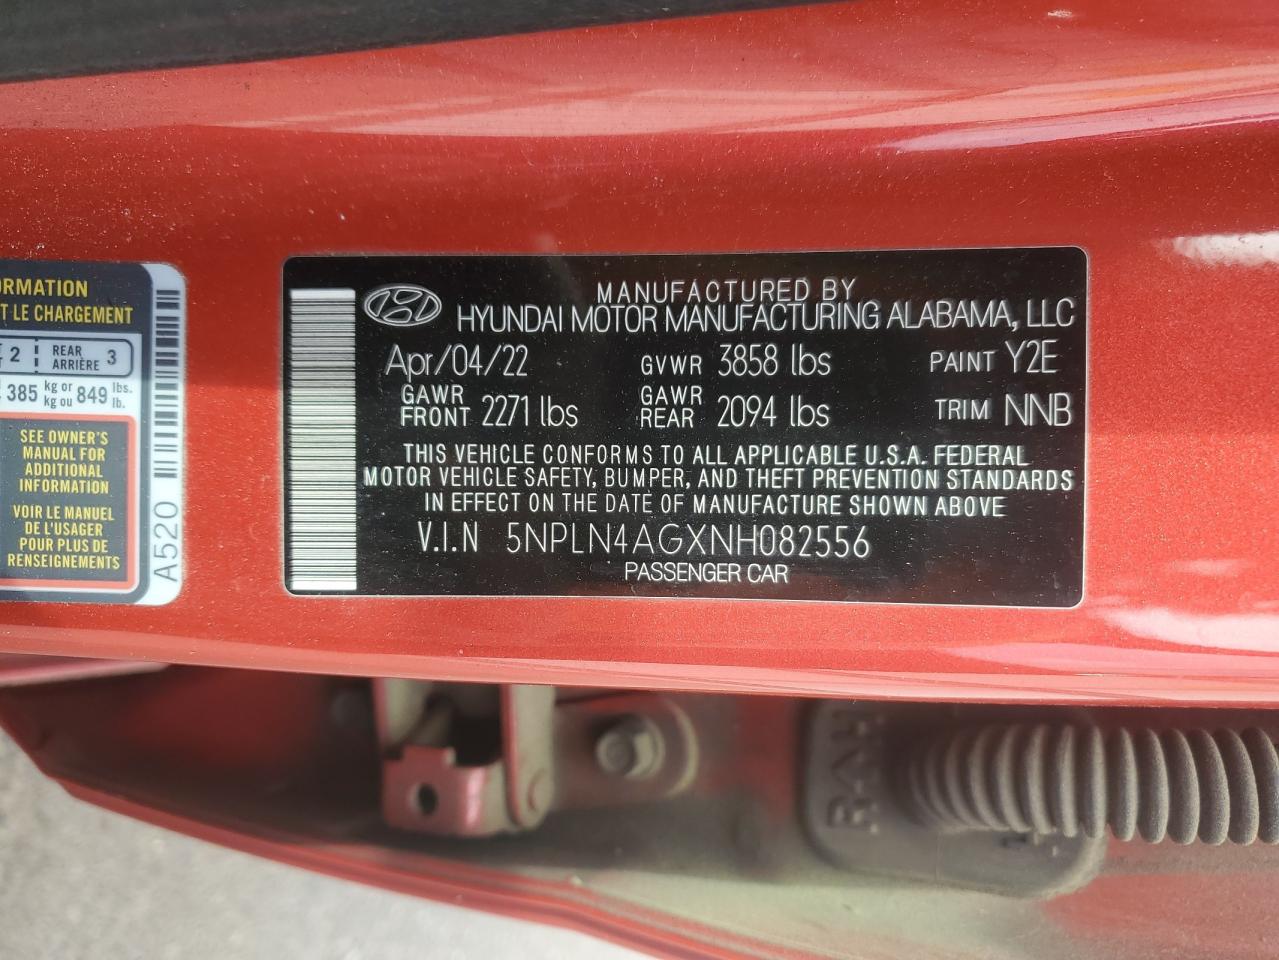 ORMATION
T LE CHARGEMENT
2 REAR ARRIÈRE 3
385 kg or kg ou 849 lbs. lb.
SEE OWNER'S
MANUAL FOR
ADDITIONAL
INFORMATION
VOIR LE MANUEL
DE L'USAGER
POUR PLUS DE
RENSEIGNEMENTS
A520
MANUFACTURED BY
HYUNDAI MOTOR MANUFACTURING ALABAMA, LLC
Apr/04/22 GVWR 3858 lbs PAINT Y2E
GAWR FRONT 2271 lbs GAWR REAR 2094 lbs TRIM NNB
THIS VEHICLE CONFORMS TO ALL APPLICABLE U.S.A. FEDERAL
MOTOR VEHICLE SAFETY, BUMPER, AND THEFT PREVENTION STANDARDS
IN EFFECT ON THE DATE OF MANUFACTURE SHOWN ABOVE
V.I.N 5NPLN4AGXNH082556
PASSENGER CAR